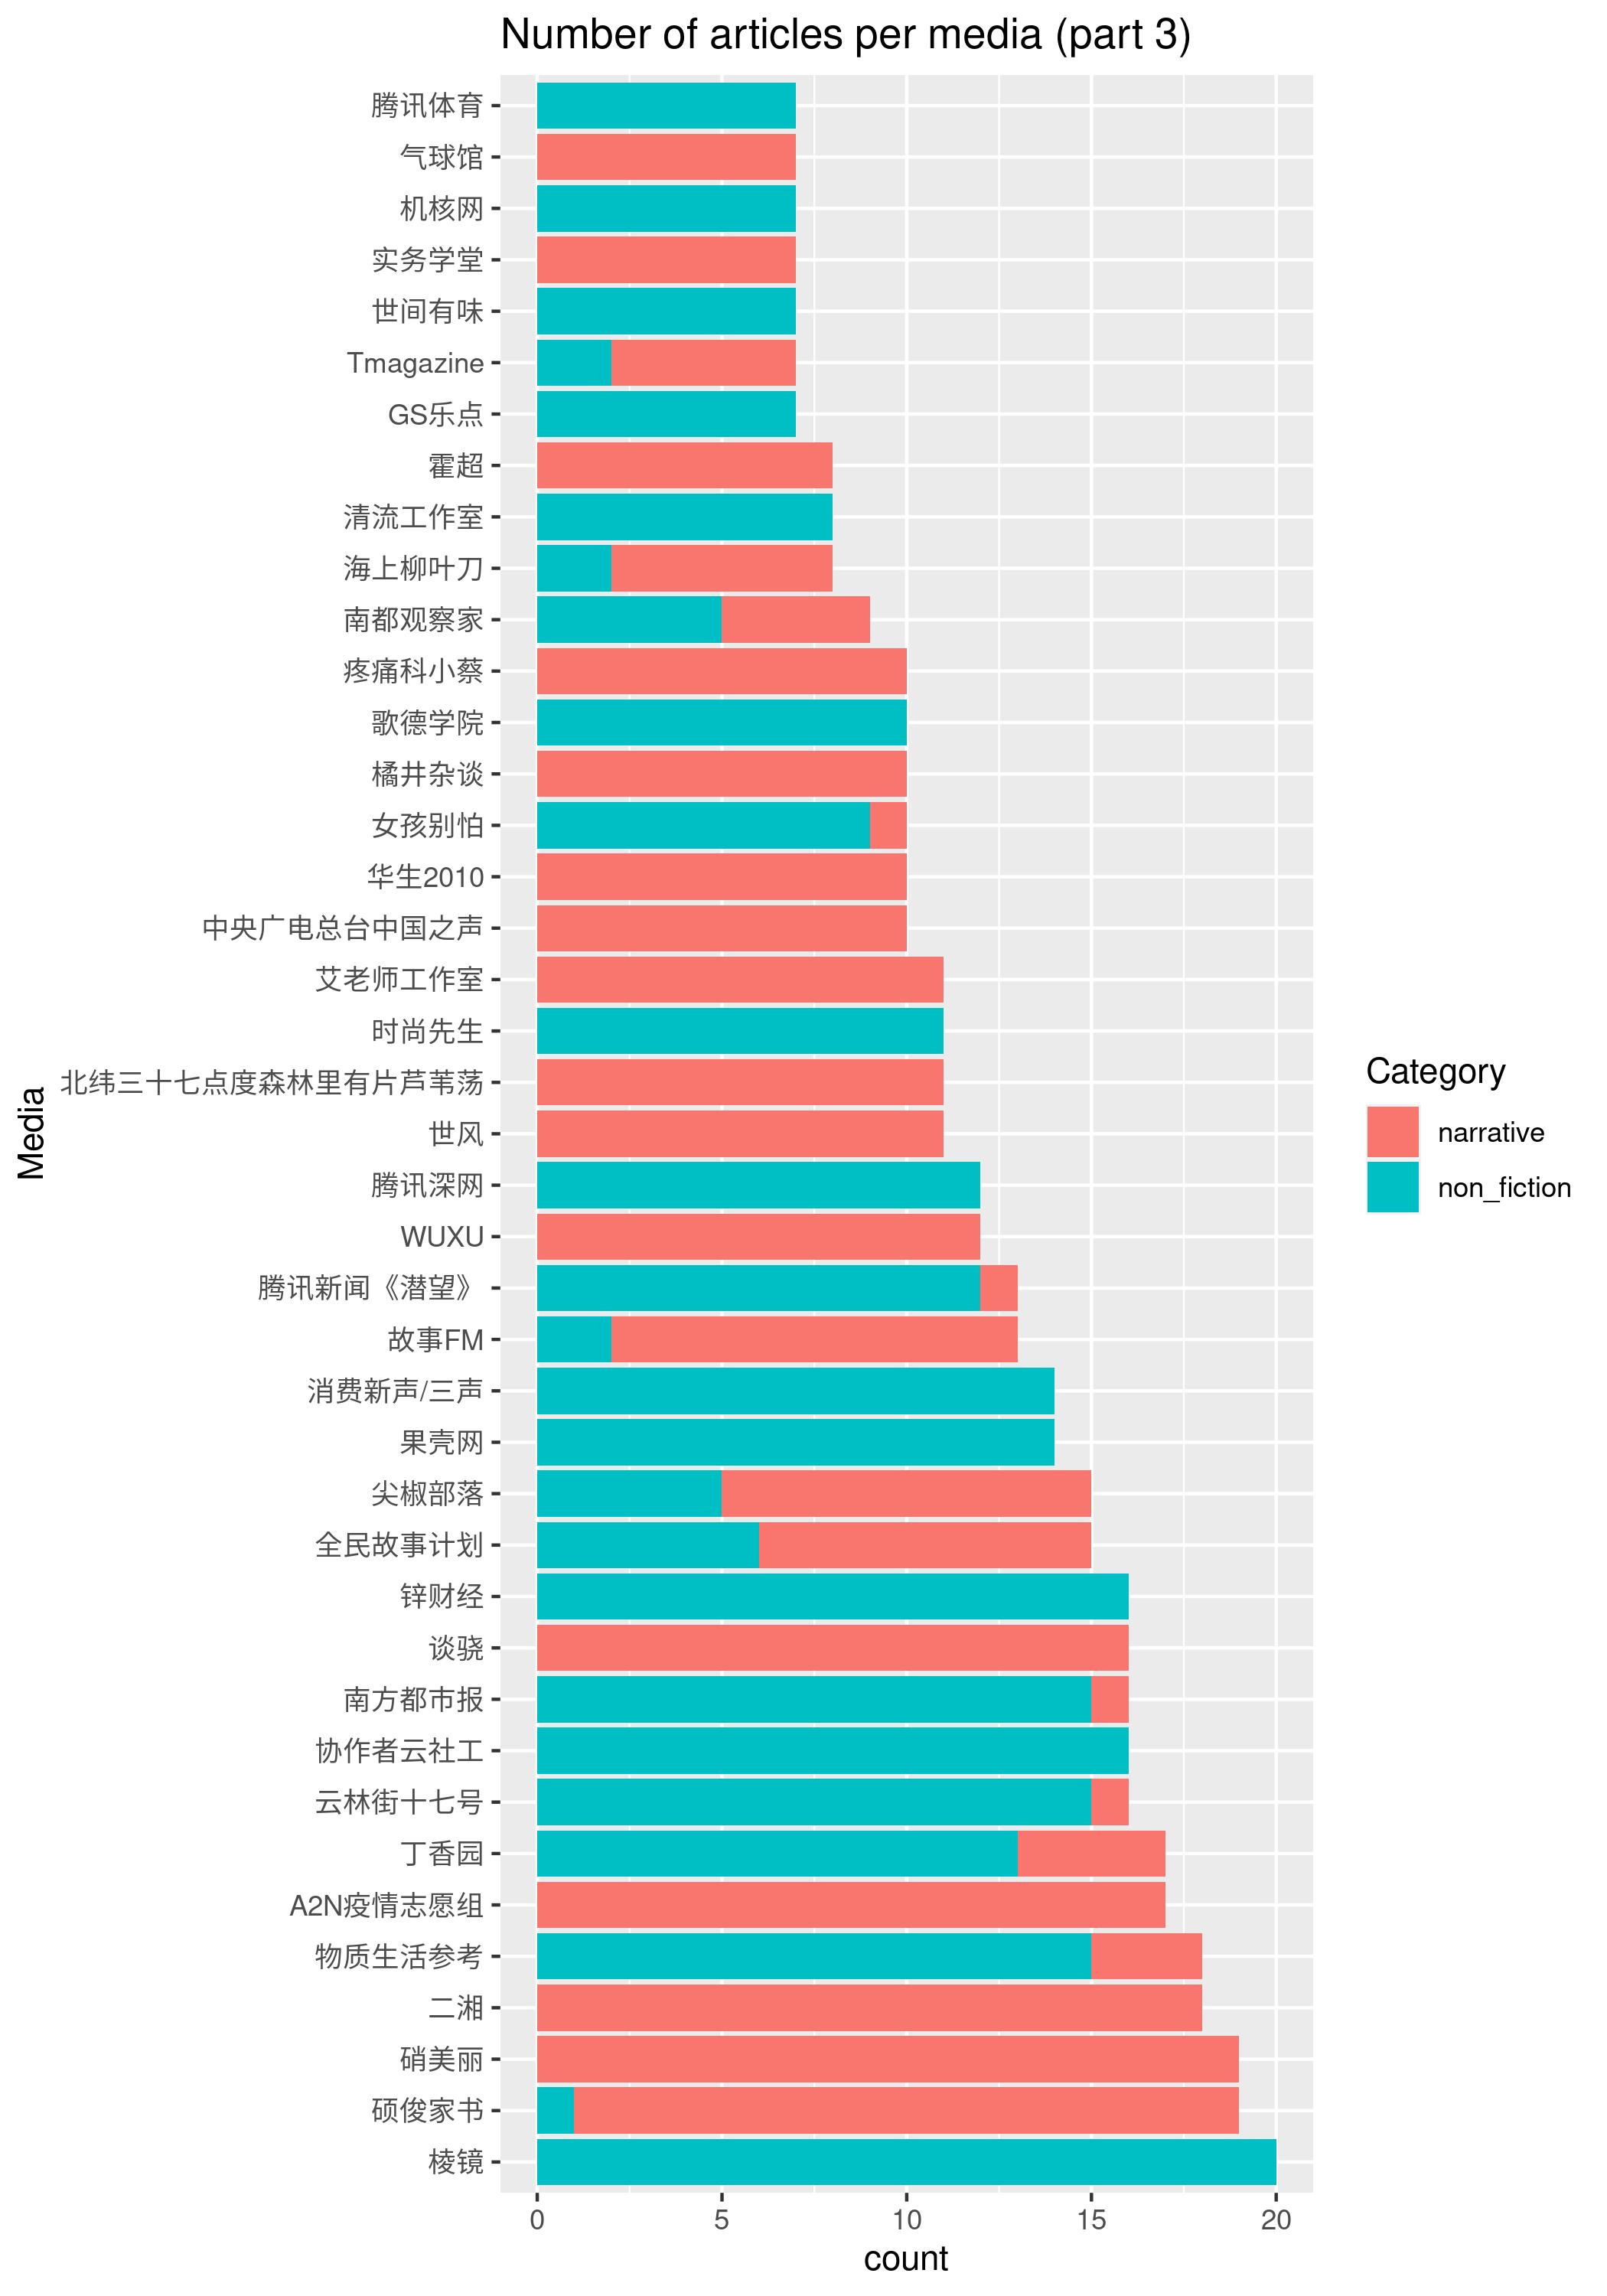 Number of articles per media (part 3)
腾讯体育
气球馆
机核网
实务学堂
世间有味
Tmagazine
GS乐点
霍超
清流工作室
海上柳叶刀
南都观察家
疼痛科小蔡
歌德学院
橘井杂谈
女孩别怕
华生2010
中央广电总台中国之声
艾老师工作室
时尚先生
北纬三十七点度森林里有片芦苇荡
世风
腾讯深网
WUXU
腾讯新闻《潜望》
故事FM
消费新声/三声
果壳网
尖椒部落
全民故事计划
锌财经
谈骁
南方都市报
协作者云社工
云林街十七号
丁香园
A2N疫情志愿组
物质生活参考
二湘
硝美丽
硕俊家书
棱镜
Media
0 5 10 15 20
count
Category
narrative
non_fiction